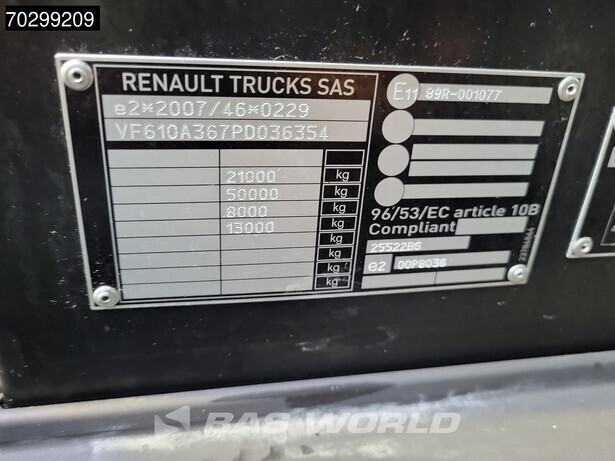 70299209
RENAULT TRUCKS SAS
e2*2007/46*0229
VF610A367PD036354
kg
21000 kg
50000 kg
8000 kg
13000 kg
kg
kg
kg
kg
E11 89R-001077
96/53/EC article 10B
Compliant
25522B6
e2 00P8036
BAS WORLD